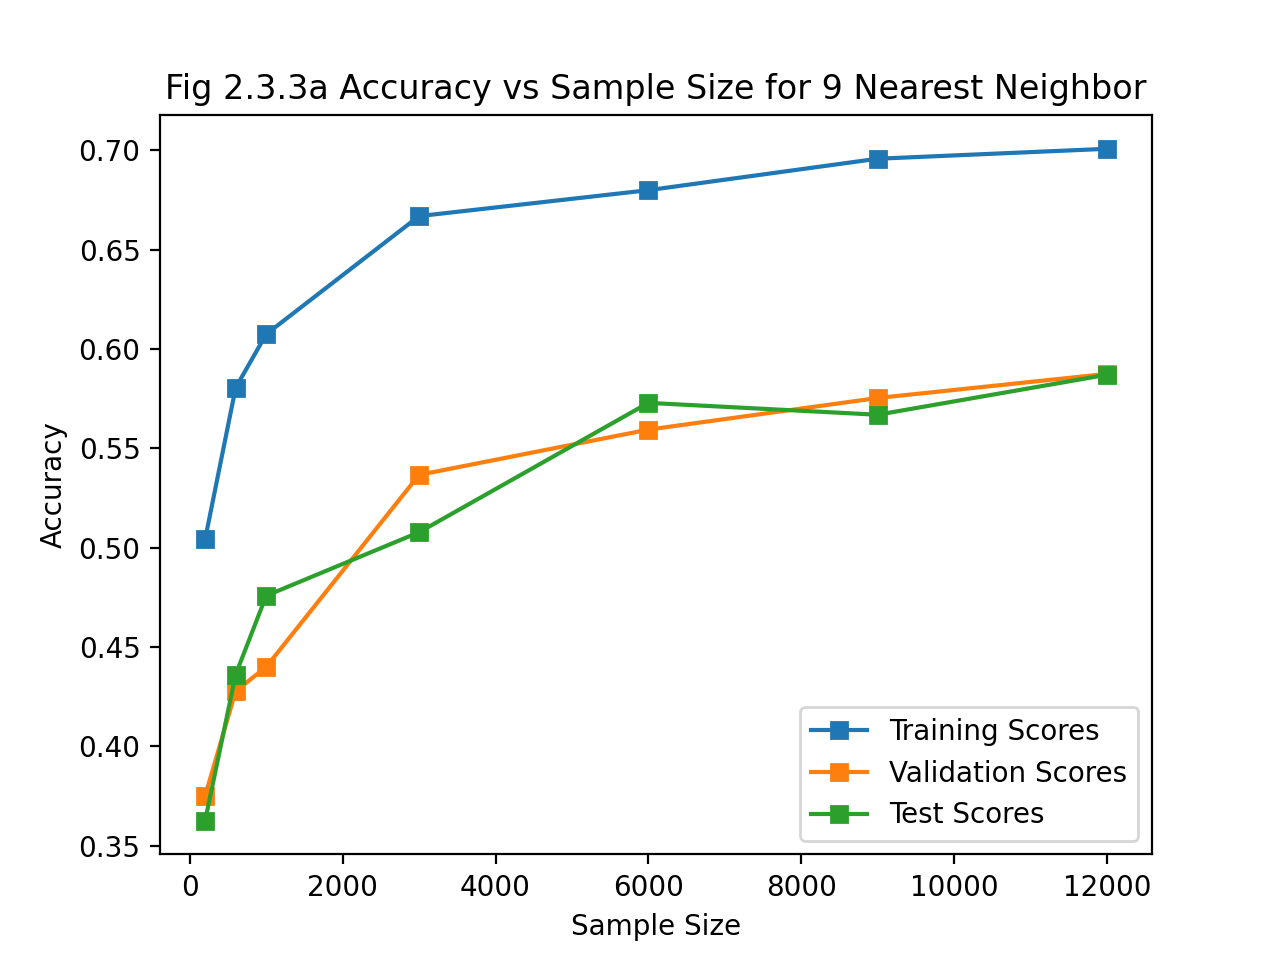 Fig 2.3.3a Accuracy vs Sample Size for 9 Nearest Neighbor
0.70
0.65
0.60
0.55
0.50
0.45
0.40
0.35
Accuracy
Training Scores
Validation Scores
Test Scores
0 2000 4000 6000 8000 10000 12000
Sample Size